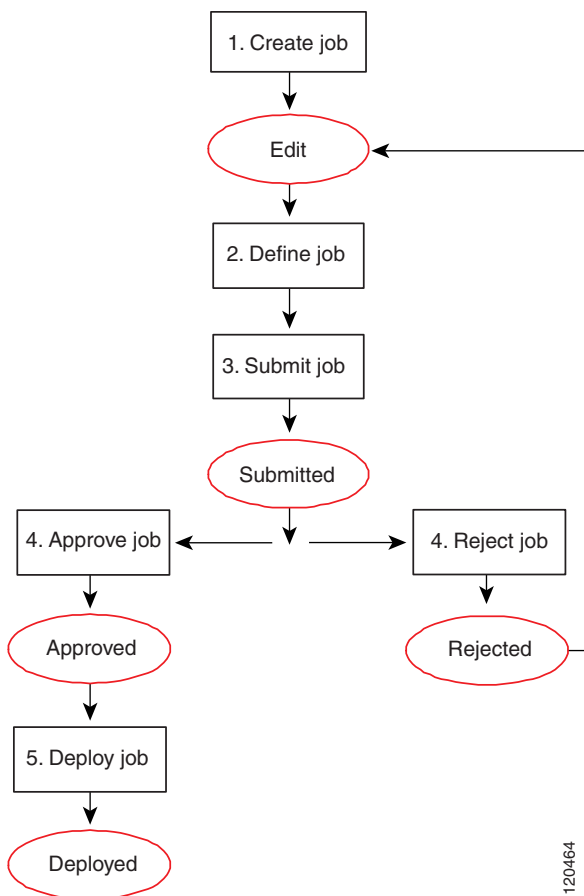 1. Create job
Edit
2. Define job
3. Submit job
Submitted
4. Approve job
4. Reject job
Approved
Rejected
5. Deploy job
Deployed
120464